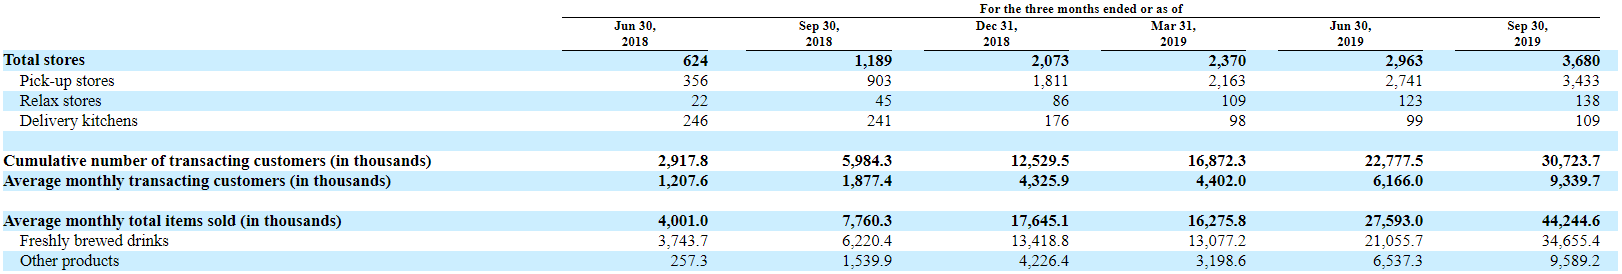 For the three months ended or as of
Jun 30, Sep 30, Dec 31, Mar 31, Jun 30, Sep 30,
2018 2018 2018 2019 2019 2019
Total stores 624 1,189 2,073 2,370 2,963 3,680
Pick-up stores 356 903 1,811 2,163 2,741 3,433
Relax stores 22 45 86 109 123 138
Delivery kitchens 246 241 176 98 99 109
Cumulative number of transacting customers (in thousands) 2,917.8 5,984.3 12,529.5 16,872.3 22,777.5 30,723.7
Average monthly transacting customers (in thousands) 1,207.6 1,877.4 4,325.9 4,402.0 6,166.0 9,339.7
Average monthly total items sold (in thousands) 4,001.0 7,760.3 17,645.1 16,275.8 27,593.0 44,244.6
Freshly brewed drinks 3,743.7 6,220.4 13,418.8 13,077.2 21,055.7 34,655.4
Other products 257.3 1,539.9 4,226.4 3,198.6 6,537.3 9,589.2